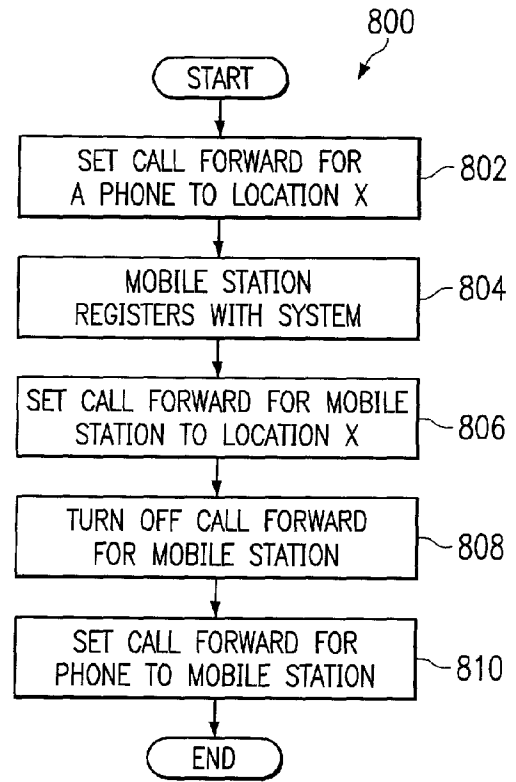 800
START
SET CALL FORWARD FOR
A PHONE TO LOCATION X
802
MOBILE STATION
REGISTERS WITH SYSTEM
804
SET CALL FORWARD FOR MOBILE
STATION TO LOCATION X
806
TURN OFF CALL FORWARD
FOR MOBILE STATION
808
SET CALL FORWARD FOR
PHONE TO MOBILE STATION
810
END